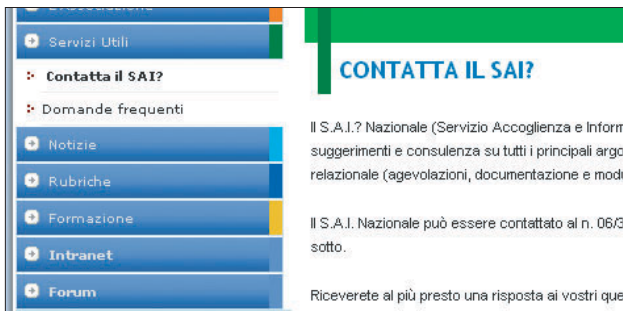 Servizi Utili
Contatta il SAI?
Domande frequenti
Notizie
Rubriche
Formazione
Intranet
Forum
CONTATTA IL SAI?
Il S.A.I.? Nazionale (Servizio Accoglienza e Inform
suggerimenti e consulenza su tutti i principali argo
relazionale (agevolazioni, documentazione e modu
Il S.A.I. Nazionale può essere contattato al n. 06/3
sotto.
Riceverete al più presto una risposta ai vostri que